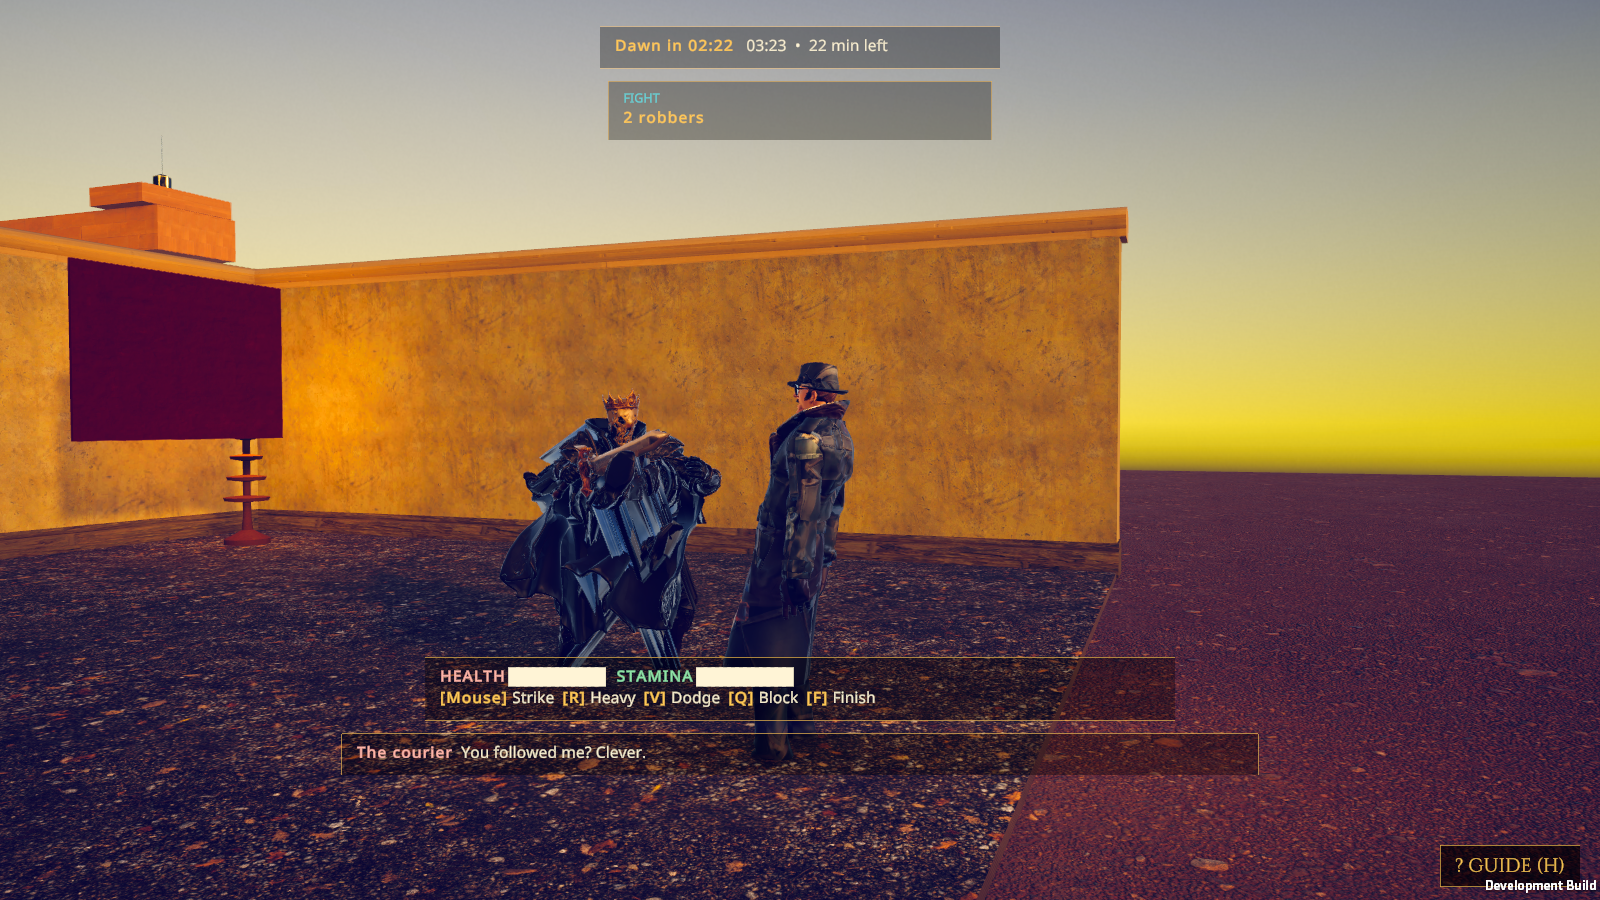 Dawn in 02:22 03:23 • 22 min left
FIGHT
2 robbers
HEALTH STAMINA
[Mouse] Strike [R] Heavy [V] Dodge [Q] Block [F] Finish
The courier You followed me? Clever.
? GUIDE (H)
Development Build